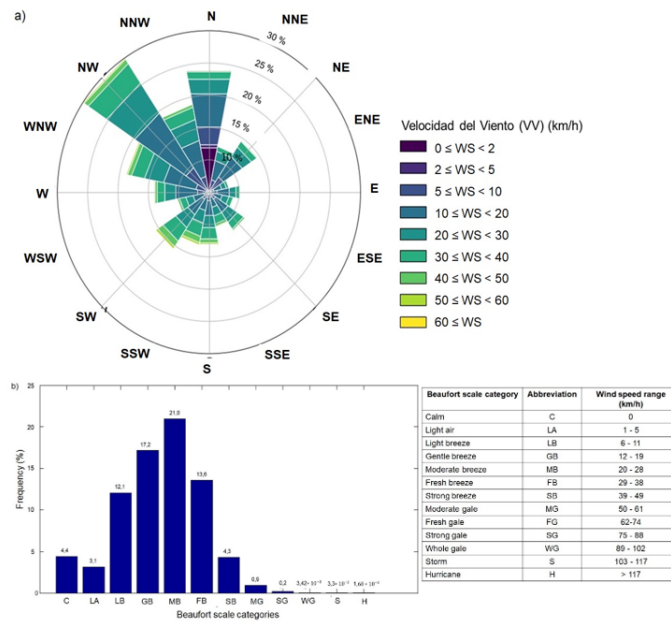 a)
N
NNE
NE
ENE
E
ESE
SE
SSE
S
SSW
SW
WSW
W
WNW
NW
NNW
30 %
25 %
20 %
15 %
10 %
Velocidad del Viento (VV) (km/h)
0 ≤ WS < 2
2 ≤ WS < 5
5 ≤ WS < 10
10 ≤ WS < 20
20 ≤ WS < 30
30 ≤ WS < 40
40 ≤ WS < 50
50 ≤ WS < 60
60 ≤ WS
b)
Frequency (%)
25
20
15
10
5
0
4,4
3,1
12,1
17,2
21,0
13,6
4,3
0,9
0,2
C LA LB GB MB FB SB MG SG WG S H
Beaufort scale categories
Beaufort scale category Abbreviation Wind speed range (km/h)
Calm C 0
Light air LA 1 - 5
Light breeze LB 6 - 11
Gentle breeze GB 12 - 19
Moderate breeze MB 20 - 28
Fresh breeze FB 29 - 38
Strong breeze SB 39 - 49
Moderate gale MG 50 - 61
Fresh gale FG 62-74
Strong gale SG 75 - 88
Whole gale WG 89 - 102
Storm S 103 - 117
Hurricane H > 117